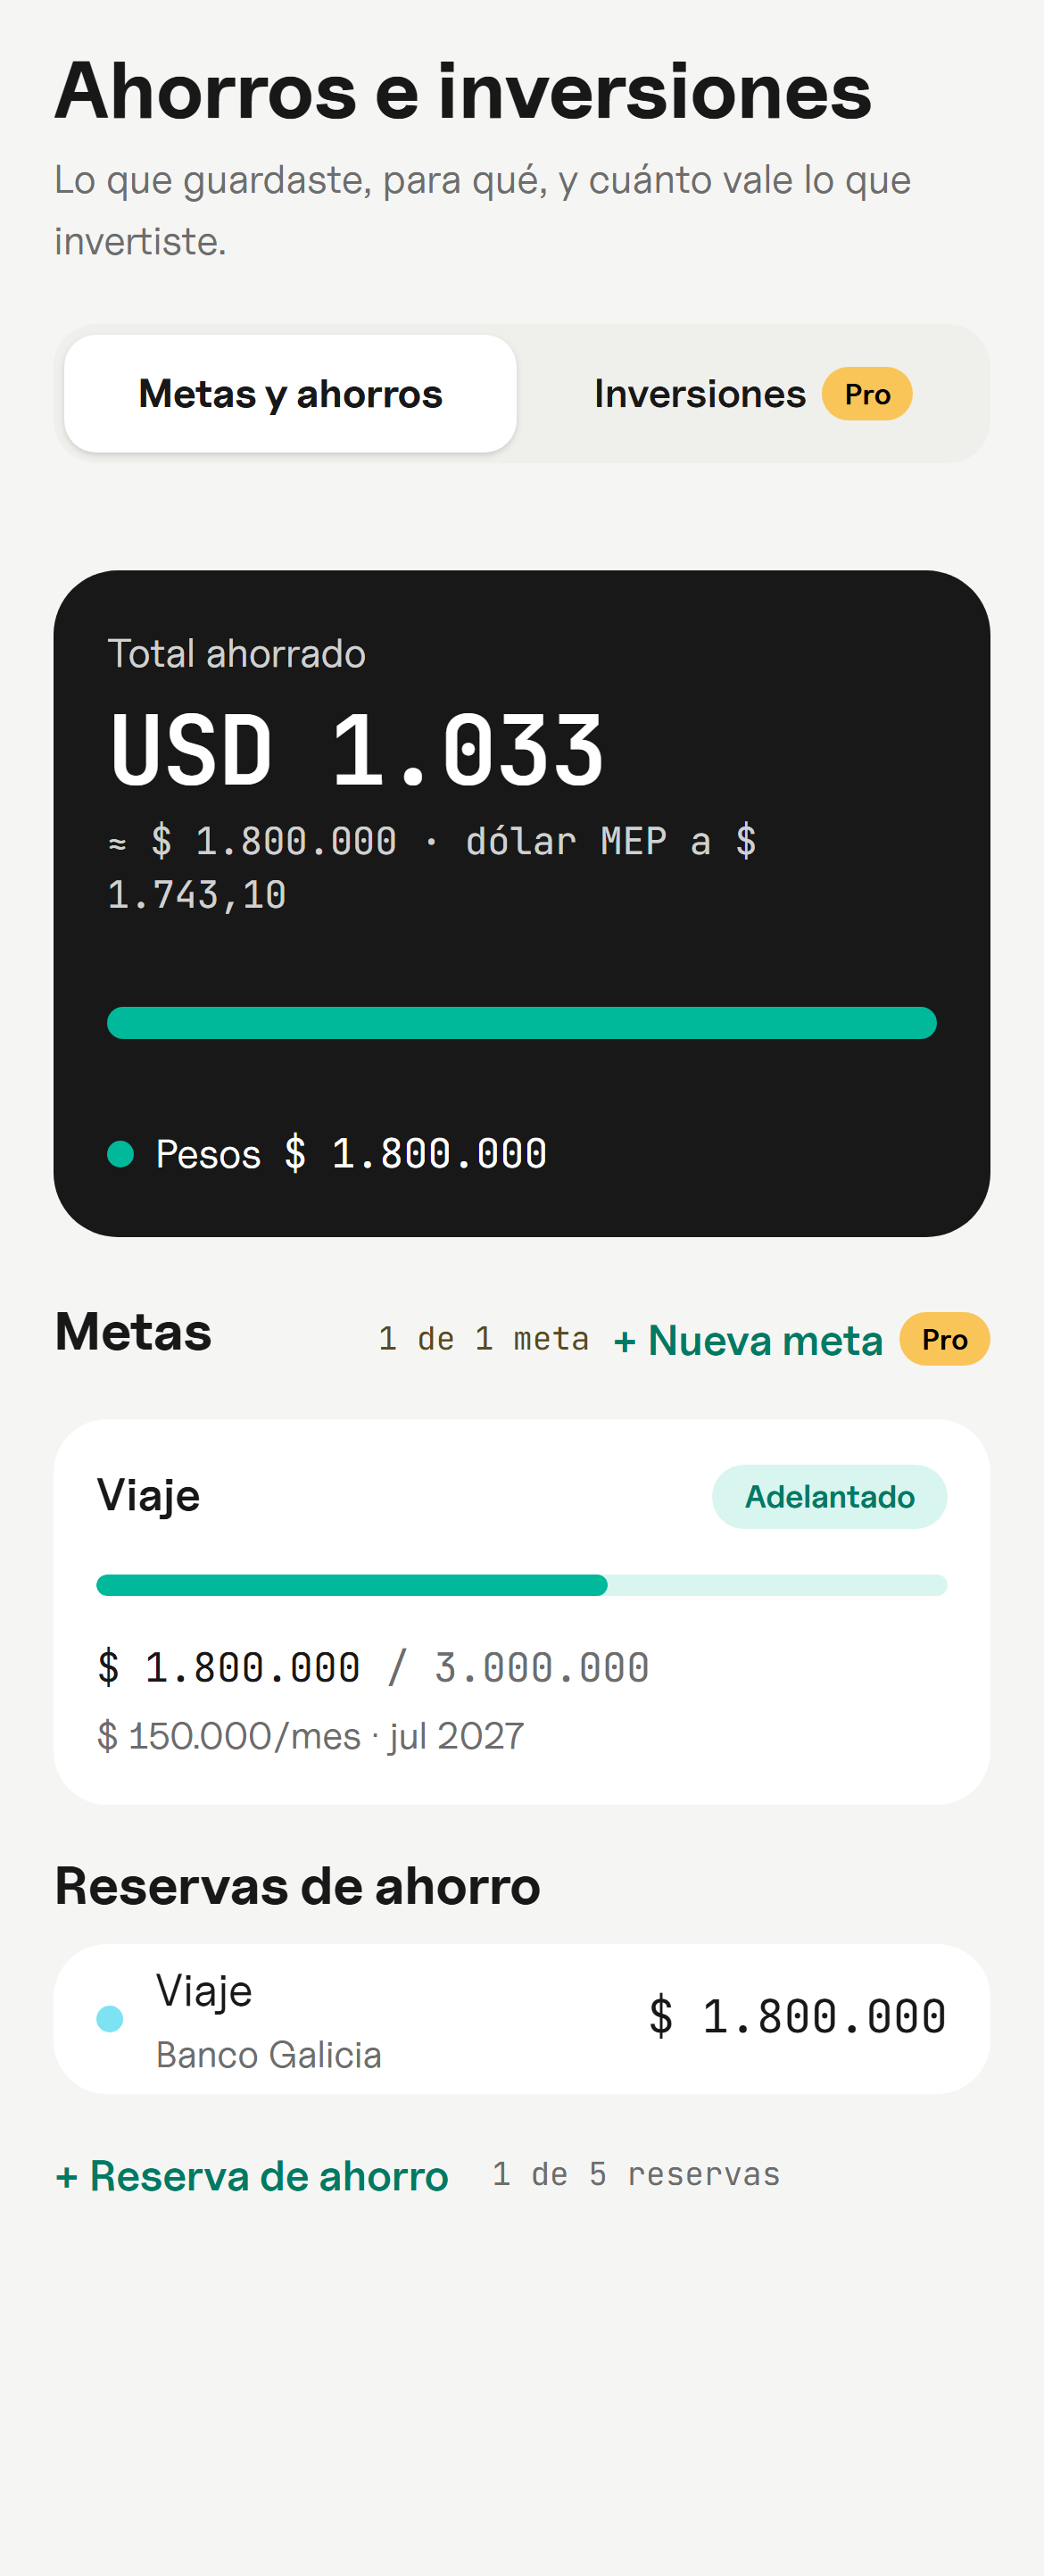 Ahorros e inversiones
Lo que guardaste, para qué, y cuánto vale lo que
invertiste.
Metas y ahorros
Inversiones Pro
Total ahorrado
USD 1.033
≈ $ 1.800.000 · dólar MEP a $
1.743,10
Pesos $ 1.800.000
Metas 1 de 1 meta + Nueva meta Pro
Viaje Adelantado
$ 1.800.000 / 3.000.000
$ 150.000/mes · jul 2027
Reservas de ahorro
Viaje
Banco Galicia
$ 1.800.000
+ Reserva de ahorro 1 de 5 reservas